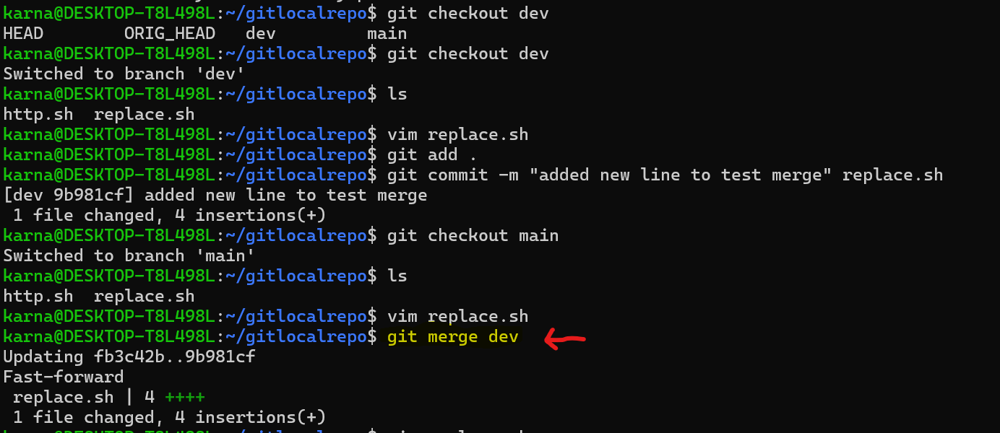 karna@DESKTOP-T8L498L:~/gitlocalrepo$ git checkout dev
HEAD        ORIG_HEAD   dev         main
karna@DESKTOP-T8L498L:~/gitlocalrepo$ git checkout dev
Switched to branch 'dev'
karna@DESKTOP-T8L498L:~/gitlocalrepo$ ls
http.sh  replace.sh
karna@DESKTOP-T8L498L:~/gitlocalrepo$ vim replace.sh
karna@DESKTOP-T8L498L:~/gitlocalrepo$ git add .
karna@DESKTOP-T8L498L:~/gitlocalrepo$ git commit -m "added new line to test merge" replace.sh
[dev 9b981cf] added new line to test merge
 1 file changed, 4 insertions(+)
karna@DESKTOP-T8L498L:~/gitlocalrepo$ git checkout main
Switched to branch 'main'
karna@DESKTOP-T8L498L:~/gitlocalrepo$ ls
http.sh  replace.sh
karna@DESKTOP-T8L498L:~/gitlocalrepo$ vim replace.sh
karna@DESKTOP-T8L498L:~/gitlocalrepo$ git merge dev
Updating fb3c42b..9b981cf
Fast-forward
 replace.sh | 4 ++++
 1 file changed, 4 insertions(+)